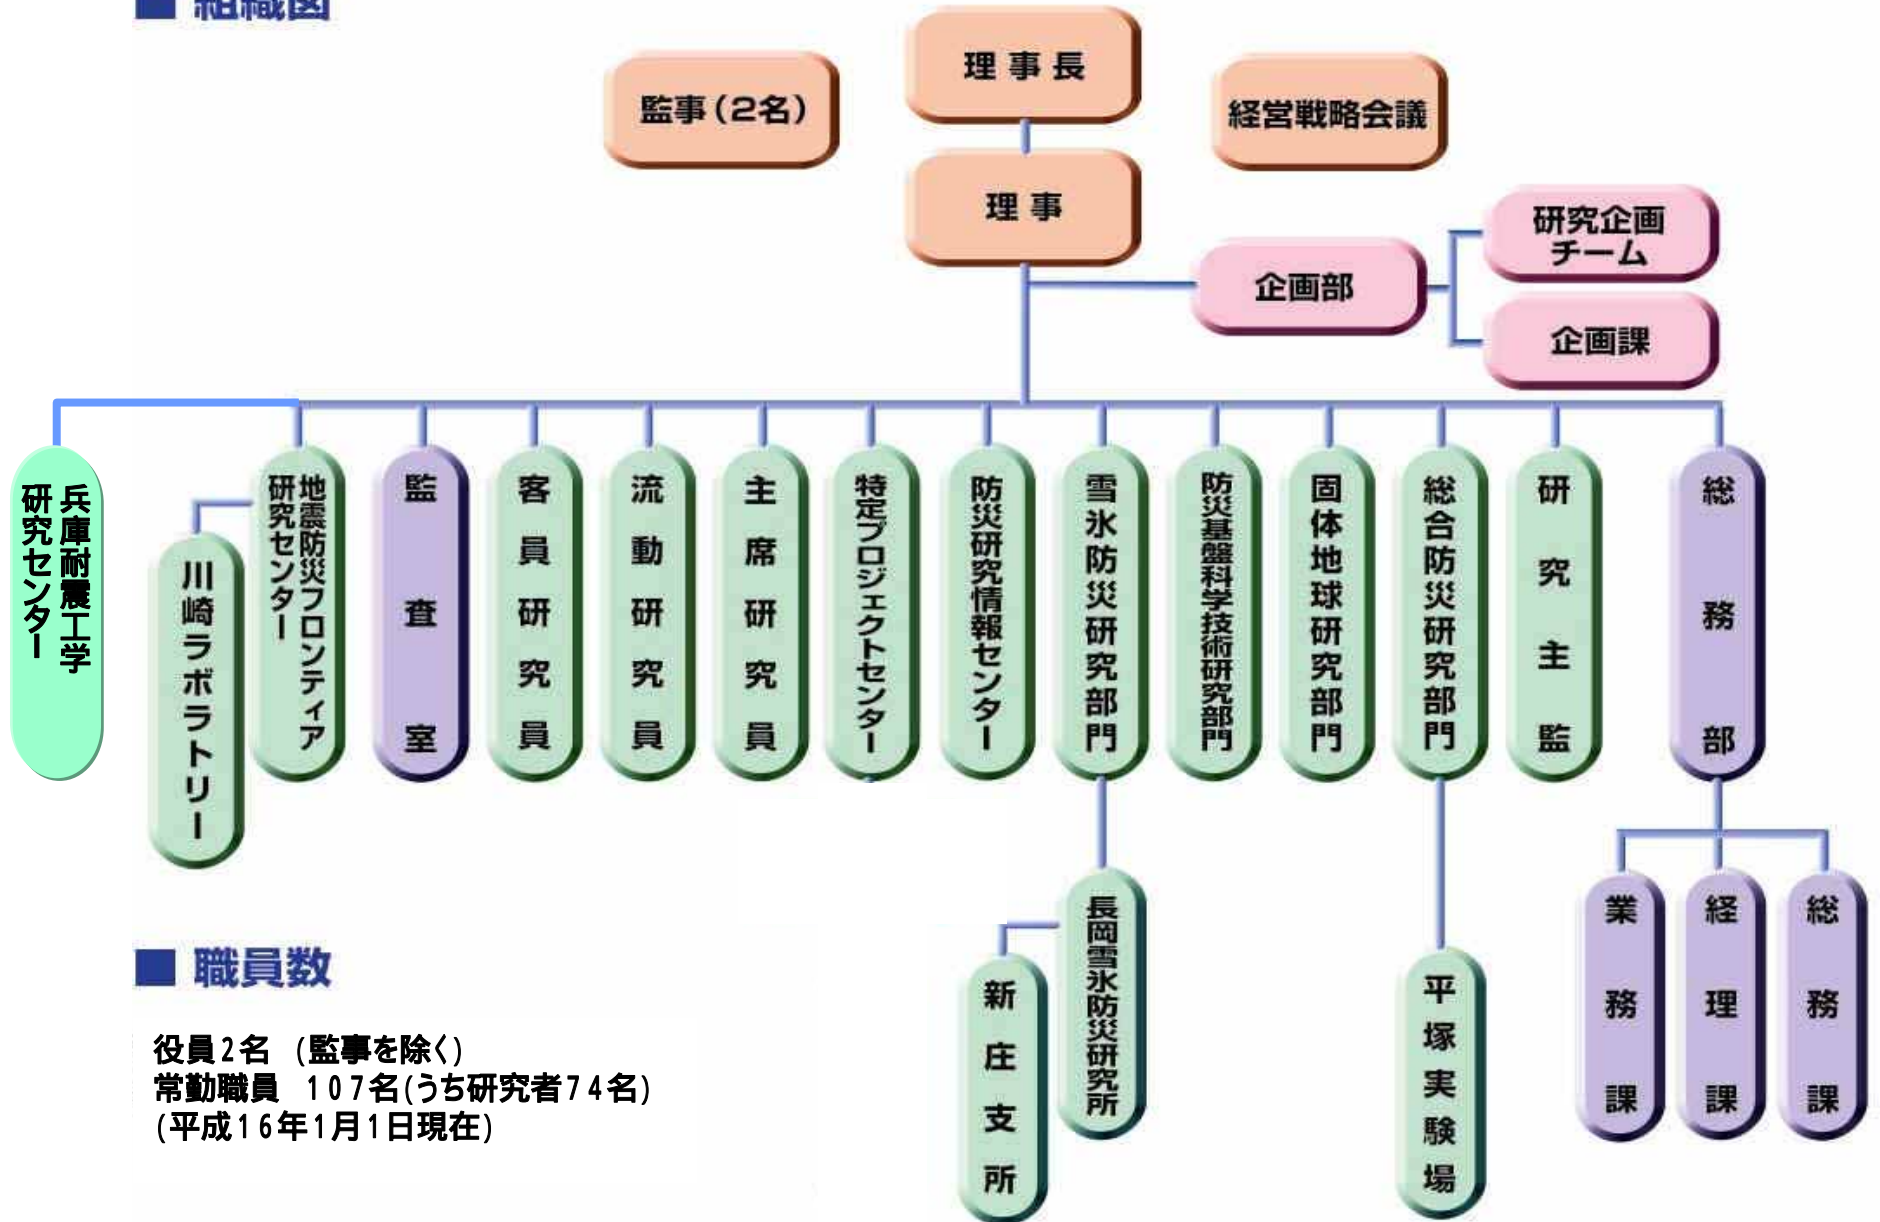 ■ 組織図
理事長
監事(2名)
経営戦略会議
理事
研究企画
チーム
企画部
企画課
兵庫耐震工学
研究センター
地震防災フロンティア
研究センター
川崎ラボラトリー
監査室
客員研究員
流動研究員
主席研究員
特定プロジェクトセンター
防災研究情報センター
雪氷防災研究部門
防災基盤科学技術研究部門
固体地球研究部門
総合防災研究部門
研究主監
総務部
長岡雪氷防災研究所
新庄支所
平塚実験場
業務課
経理課
総務課
■ 職員数
役員2名 (監事を除く)
常勤職員 107名(うち研究者74名)
(平成16年1月1日現在)